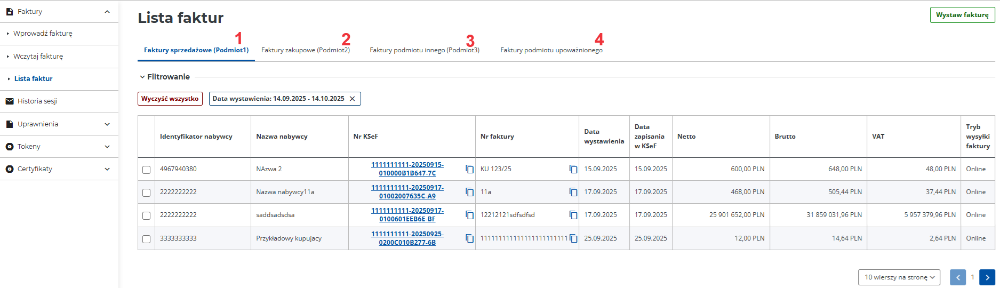 Faktury
Wprowadź fakturę
Wczytaj fakturę
Lista faktur
Historia sesji
Uprawnienia
Tokeny
Certyfikaty
Lista faktur
Wystaw fakturę
1 2 3 4
Faktury sprzedażowe (Podmiot1) Faktury zakupowe (Podmiot2) Faktury podmiotu innego (Podmiot3) Faktury podmiotu upoważnionego
Filtrowanie
Wyczyść wszystko Data wystawienia: 14.09.2025 - 14.10.2025
Identyfikator nabywcy Nazwa nabywcy Nr KSeF Nr faktury Data wystawienia Data zapisania w KSeF Netto Brutto VAT Tryb wysyłki faktury
4967940380 NAzwa 2 1111111111-20250915-010000B1B647-7C KU 123/25 15.09.2025 15.09.2025 600,00 PLN 648,00 PLN 48,00 PLN Online
2222222222 Nazwa nabywcy11a 1111111111-20250917-01002007635C-A9 11a 17.09.2025 17.09.2025 468,00 PLN 505,44 PLN 37,44 PLN Online
2222222222 saddsadsdsa 1111111111-20250917-0100601EEB6E-BF 12212121sdfsdfsd 17.09.2025 17.09.2025 25 901 652,00 PLN 31 859 031,96 PLN 5 957 379,96 PLN Online
3333333333 Przykładowy kupujacy 1111111111-20250925-0200C010B277-6B 25.09.2025 25.09.2025 12,00 PLN 14,64 PLN 2,64 PLN Online
10 wierszy na stronę 1